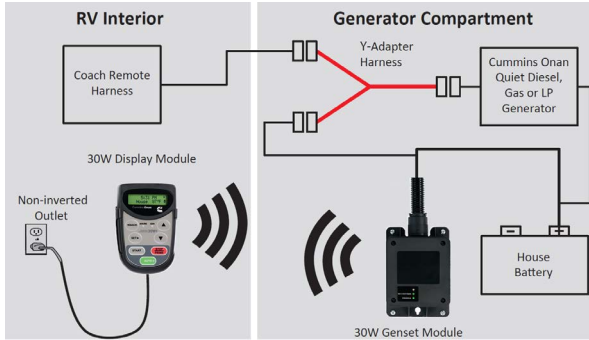 RV Interior
Generator Compartment
Coach Remote
Harness
Y-Adapter
Harness
Cummins Onan
Quiet Diesel,
Gas or LP
Generator
30W Display Module
Non-inverted
Outlet
START
House
Battery
30W Genset Module